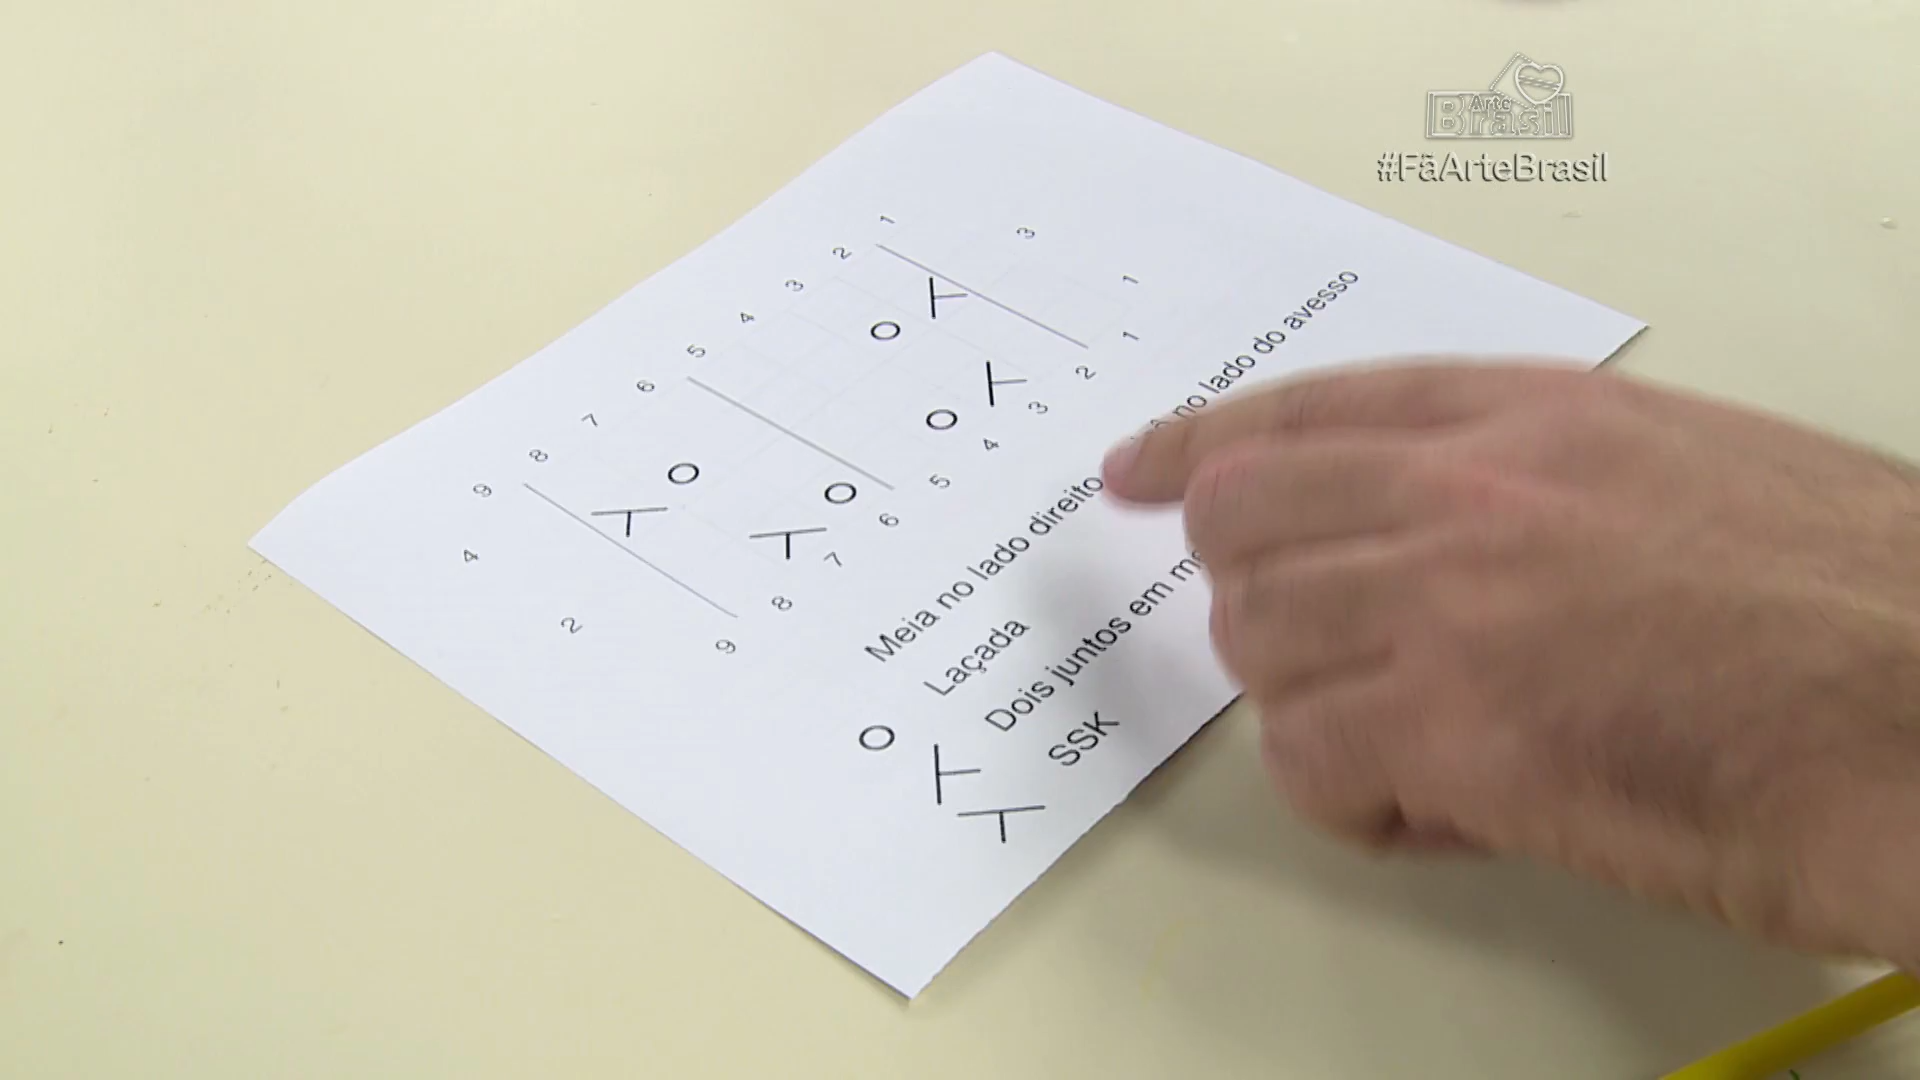 Arte
Brasil
#FãArteBrasil
1
2
3
4
5
6
7
8
9
3
1
1
2
3
4
5
6
7
8
9
4
2
O
O
O
O
Meia no lado direito no lado do avesso
O Laçada
Dois juntos em
SSK